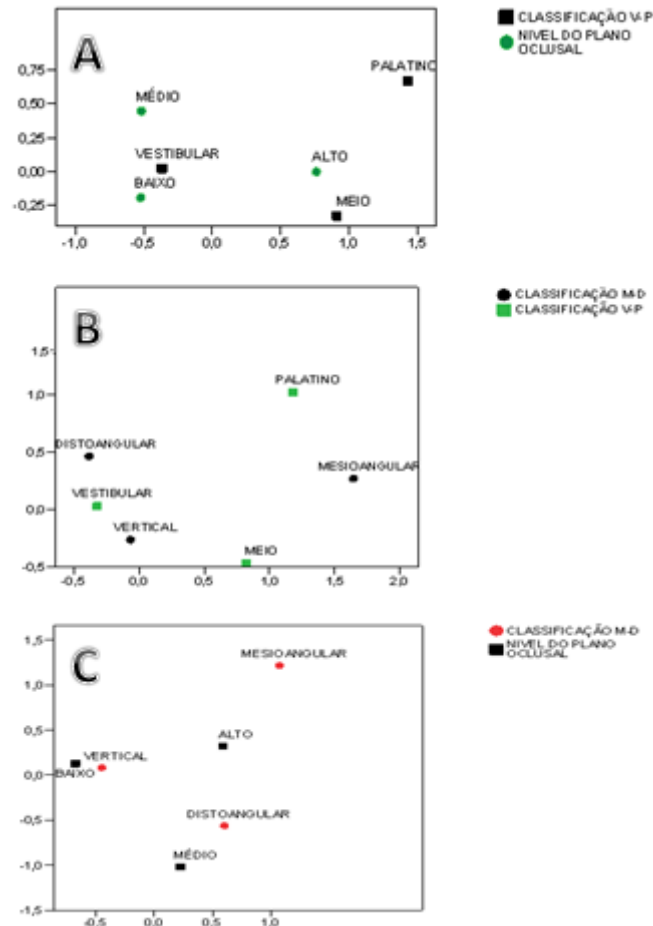 A
CLASSIFICAÇÃO V-P
NIVEL DO PLANO
OCLUSAL
PALATINO
0,75
MÉDIO
0,50
0,25
VESTIBULAR
ALTO
0,00
BAIXO
MEIO
-0,25
-1,0 -0,5 0,0 0,5 1,0 1,5
B
CLASSIFICAÇÃO M-D
CLASSIFICAÇÃO V-P
1,5
PALATINO
1,0
DISTOANGULAR
0,5
MESIOANGULAR
VESTIBULAR
0,0
VERTICAL
MEIO
-0,5
-0,5 0,0 0,5 1,0 1,5 2,0
C
CLASSIFICAÇÃO M-D
NIVEL DO PLANO
OCLUSAL
1,5
MESIOANGULAR
1,0
0,5
ALTO
VERTICAL
BAIXO
0,0
DISTOANGULAR
-0,5
MÉDIO
-1,0
-1,5
-0,5 0,0 0,5 1,0